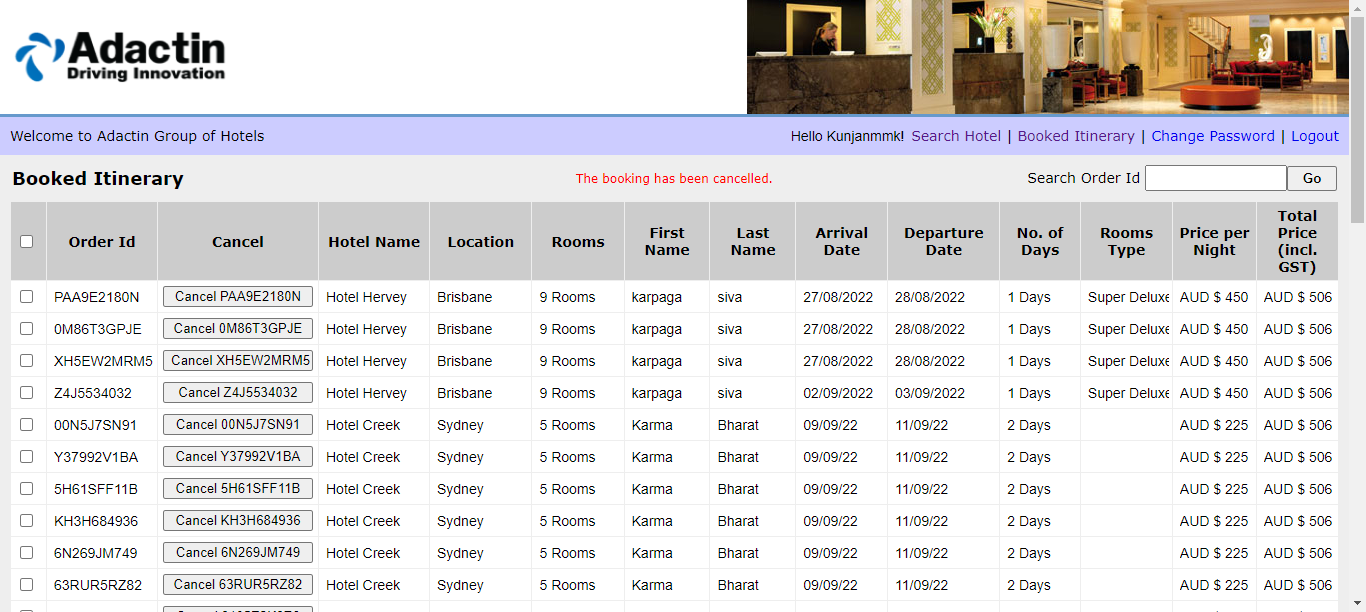 Adactin
Driving Innovation
Welcome to Adactin Group of Hotels Hello Kunjanmmk! Search Hotel | Booked Itinerary | Change Password | Logout
Booked Itinerary The booking has been cancelled. Search Order Id Go
Order Id Cancel Hotel Name Location Rooms First Name Last Name Arrival Date Departure Date No. of Days Rooms Type Price per Night Total Price (incl. GST)
PAA9E2180N Cancel PAA9E2180N Hotel Hervey Brisbane 9 Rooms karpaga siva 27/08/2022 28/08/2022 1 Days Super Deluxe AUD $ 450 AUD $ 506
0M86T3GPJE Cancel 0M86T3GPJE Hotel Hervey Brisbane 9 Rooms karpaga siva 27/08/2022 28/08/2022 1 Days Super Deluxe AUD $ 450 AUD $ 506
XH5EW2MRM5 Cancel XH5EW2MRM5 Hotel Hervey Brisbane 9 Rooms karpaga siva 27/08/2022 28/08/2022 1 Days Super Deluxe AUD $ 450 AUD $ 506
Z4J5534032 Cancel Z4J5534032 Hotel Hervey Brisbane 9 Rooms karpaga siva 02/09/2022 03/09/2022 1 Days Super Deluxe AUD $ 450 AUD $ 506
00N5J7SN91 Cancel 00N5J7SN91 Hotel Creek Sydney 5 Rooms Karma Bharat 09/09/22 11/09/22 2 Days AUD $ 225 AUD $ 506
Y37992V1BA Cancel Y37992V1BA Hotel Creek Sydney 5 Rooms Karma Bharat 09/09/22 11/09/22 2 Days AUD $ 225 AUD $ 506
5H61SFF11B Cancel 5H61SFF11B Hotel Creek Sydney 5 Rooms Karma Bharat 09/09/22 11/09/22 2 Days AUD $ 225 AUD $ 506
KH3H684936 Cancel KH3H684936 Hotel Creek Sydney 5 Rooms Karma Bharat 09/09/22 11/09/22 2 Days AUD $ 225 AUD $ 506
6N269JM749 Cancel 6N269JM749 Hotel Creek Sydney 5 Rooms Karma Bharat 09/09/22 11/09/22 2 Days AUD $ 225 AUD $ 506
63RUR5RZ82 Cancel 63RUR5RZ82 Hotel Creek Sydney 5 Rooms Karma Bharat 09/09/22 11/09/22 2 Days AUD $ 225 AUD $ 506